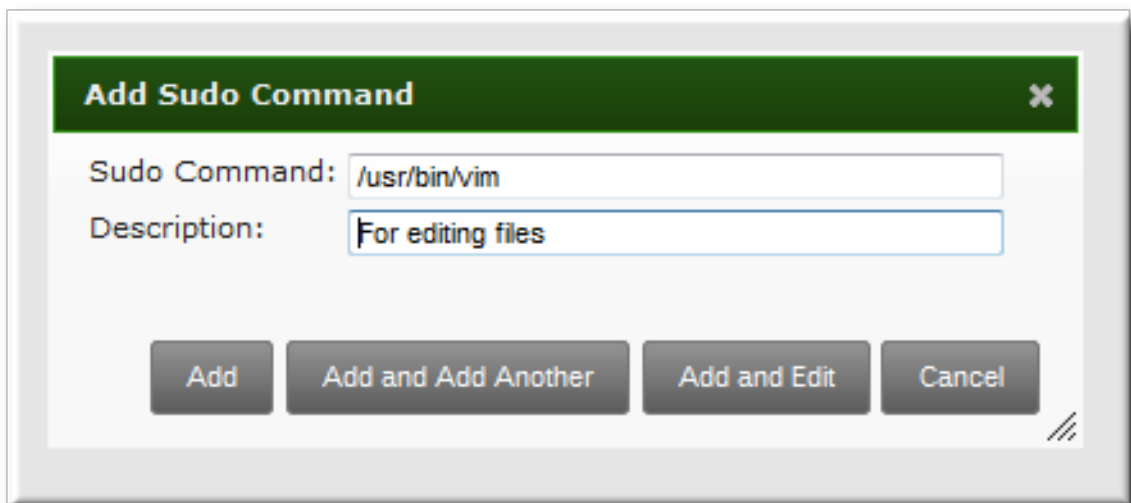 Add Sudo Command
Sudo Command: /usr/bin/vim
Description: For editing files
Add Add and Add Another Add and Edit Cancel